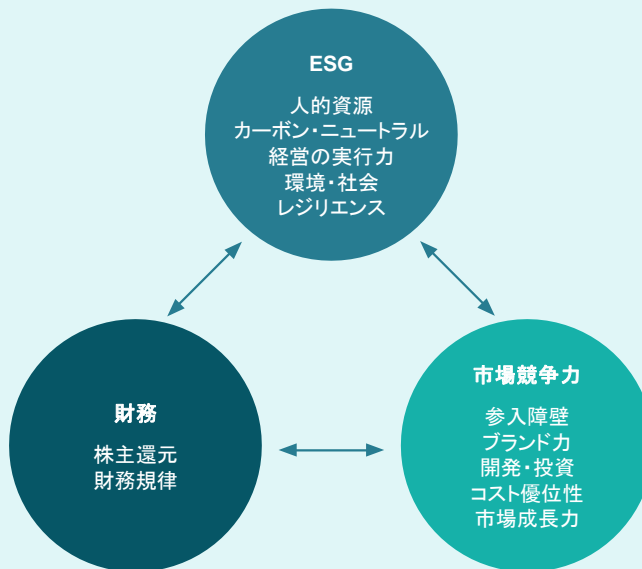 ESG
人的資源
カーボン・ニュートラル
経営の実行力
環境・社会
レジリエンス
財務
株主還元
財務規律
市場競争力
参入障壁
ブランド力
開発・投資
コスト優位性
市場成長力